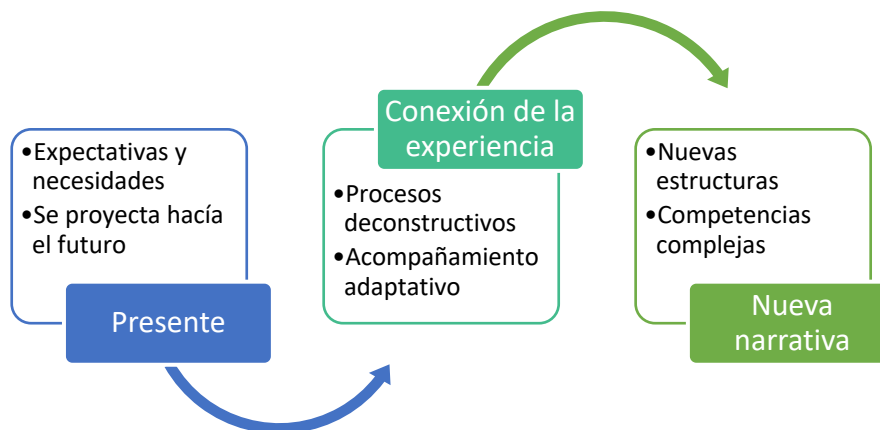 •Expectativas y
necesidades
•Se proyecta hacía
el futuro
Presente
Conexión de la
experiencia
•Procesos
deconstructivos
•Acompañamiento
adaptativo
•Nuevas
estructuras
•Competencias
complejas
Nueva
narrativa